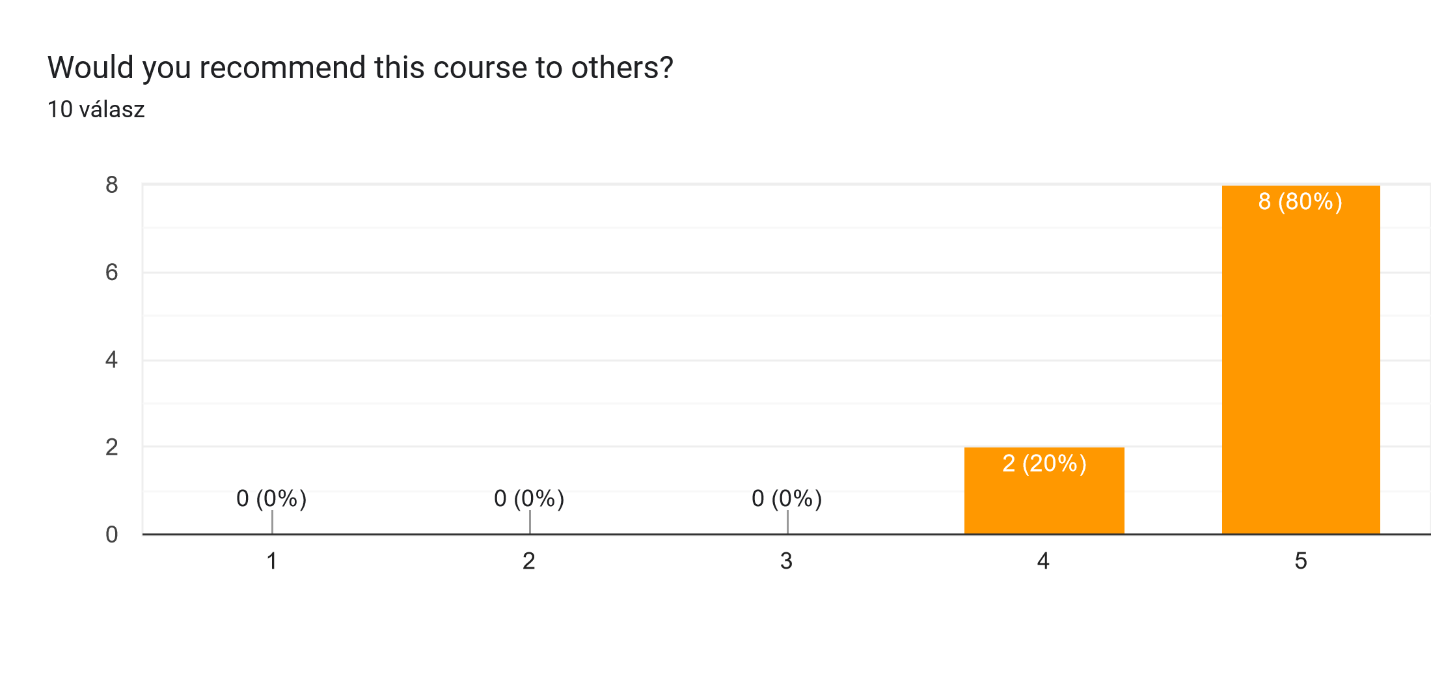 Would you recommend this course to others?
10 válasz
8
8 (80%)
6
4
2
2 (20%)
0 (0%) 0 (0%) 0 (0%)
0
1 2 3 4 5